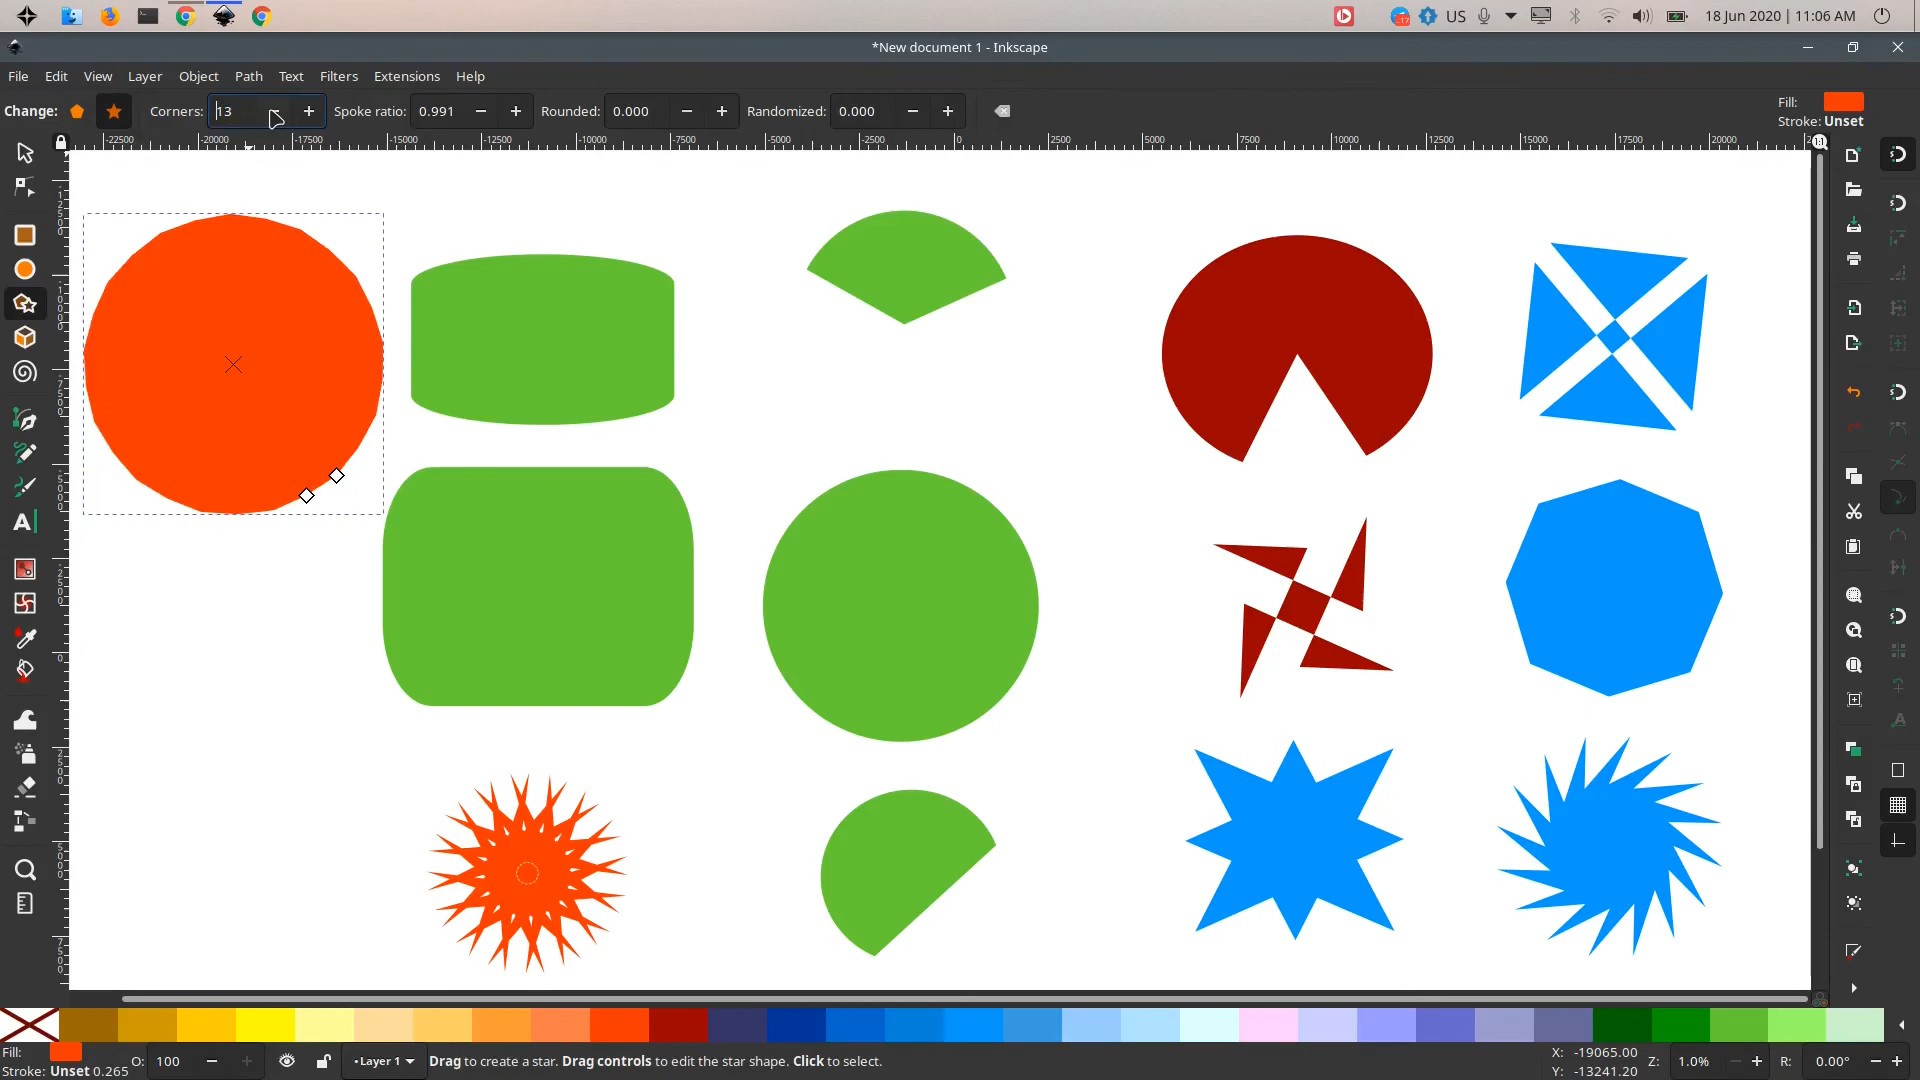 US 18 Jun 2020 | 11:06 AM
*New document 1 - Inkscape
File Edit View Layer Object Path Text Filters Extensions Help
Change: Corners: 13 Spoke ratio: 0.991 Rounded: 0.000 Randomized: 0.000
Fill:
Stroke: Unset
-22500 -20000 -17500 -15000 -12500 -10000 -7500 -5000 -2500 0 2500 5000 7500 10000 12500 15000 17500 20000
Fill: O: 100 Layer 1 Drag to create a star. Drag controls to edit the star shape. Click to select.
Stroke: Unset 0.265
X: -19065.00
Y: -13241.20
Z: 1.0% R: 0.00°